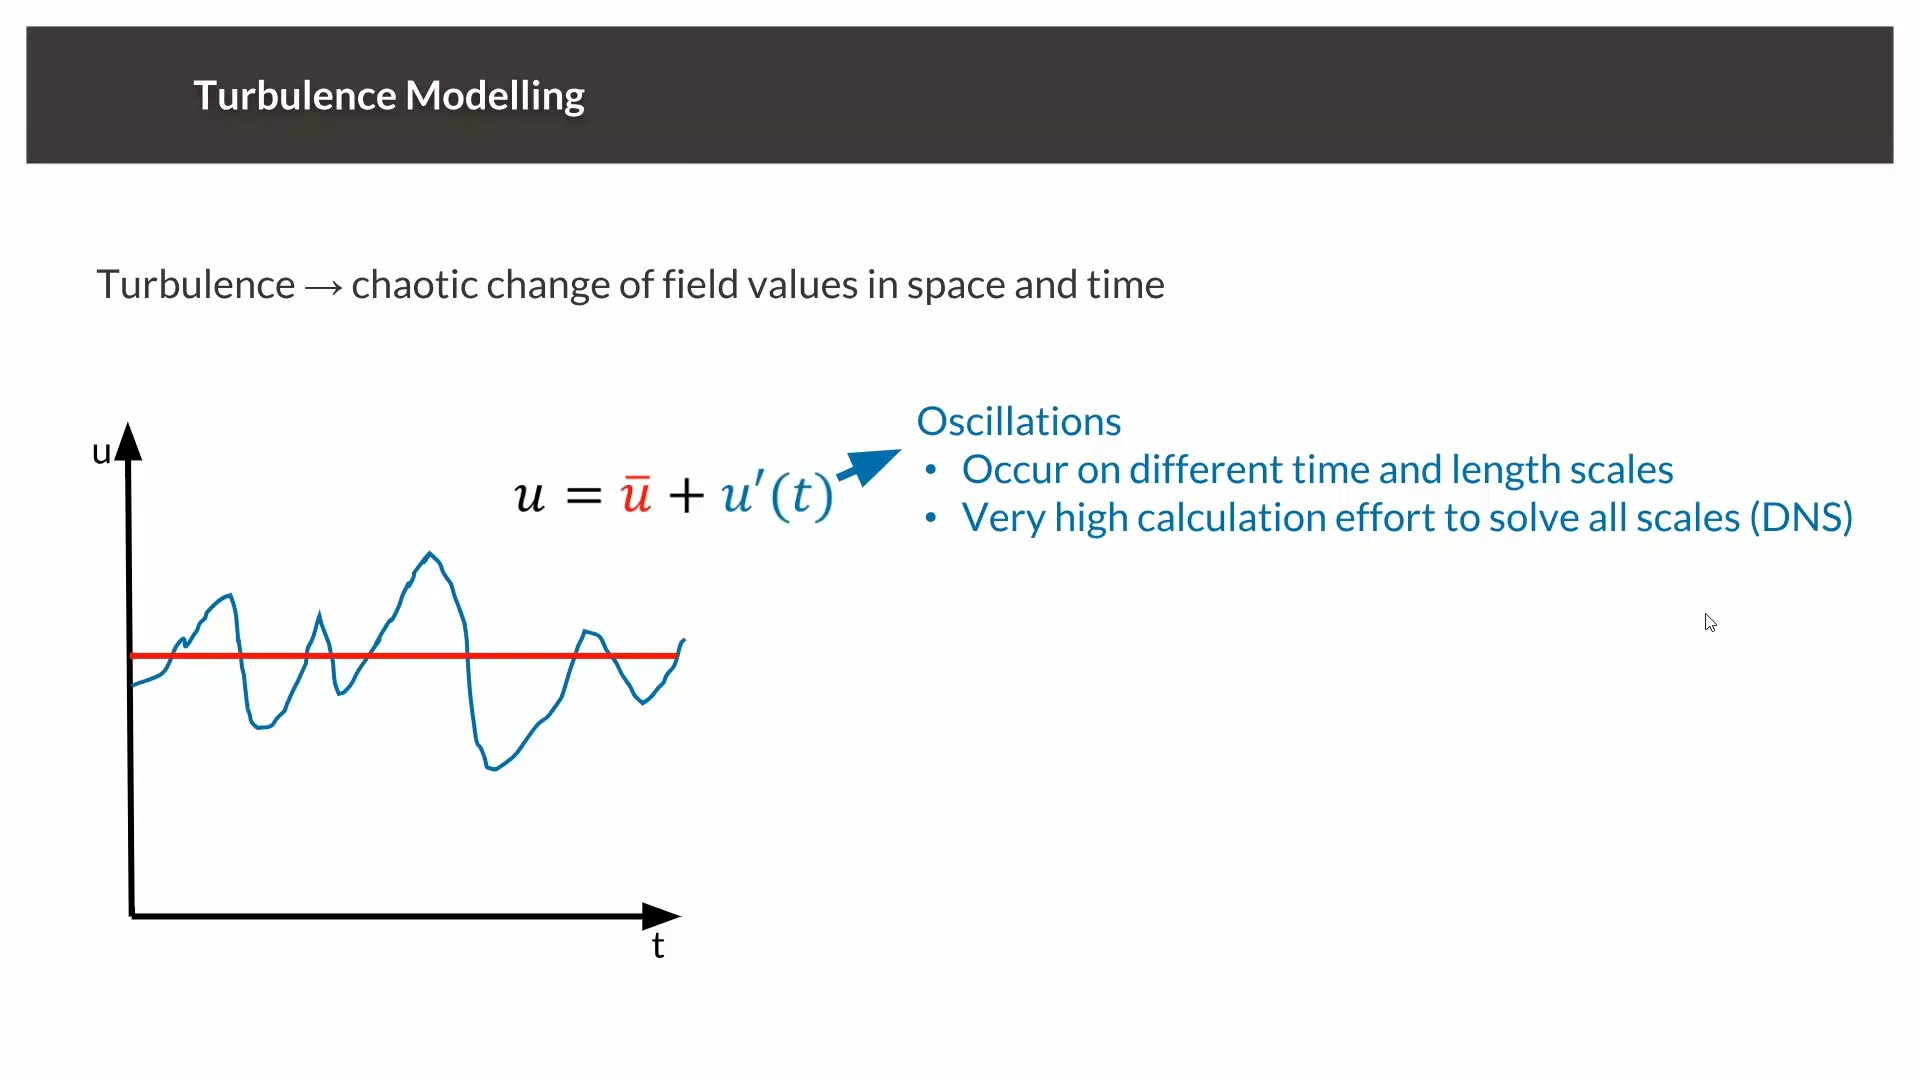 Turbulence Modelling
Turbulence → chaotic change of field values in space and time
u
u = ū + u′(t)
Oscillations
• Occur on different time and length scales
• Very high calculation effort to solve all scales (DNS)
t